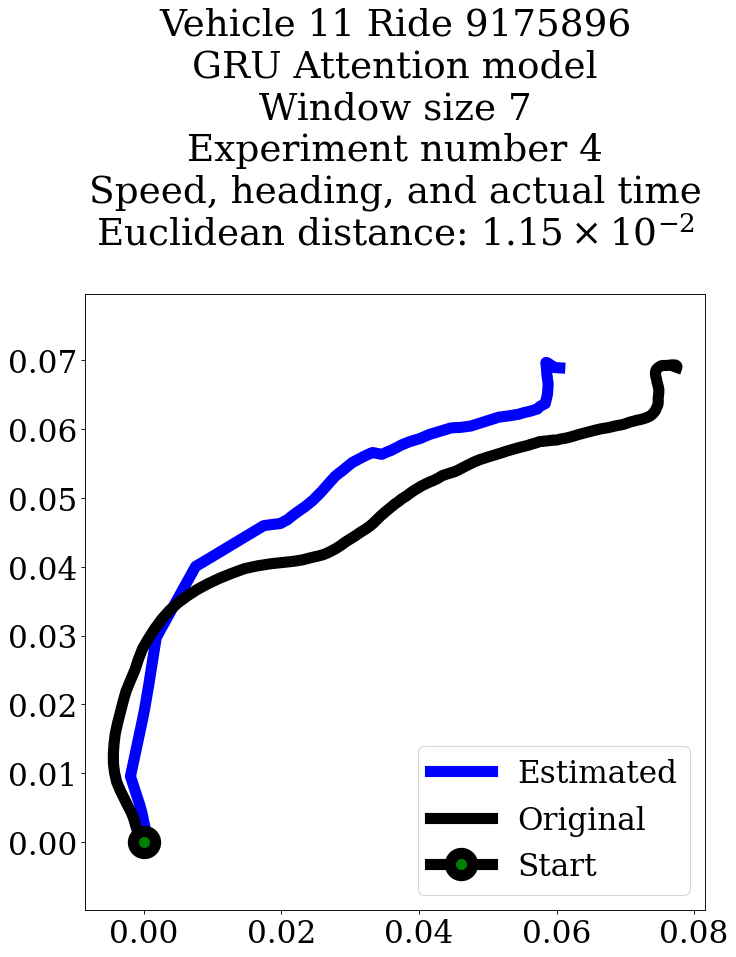 Vehicle 11 Ride 9175896
GRU Attention model
Window size 7
Experiment number 4
Speed, heading, and actual time
Euclidean distance: 1.15 × 10⁻²
0.07
0.06
0.05
0.04
0.03
0.02
0.01
0.00
Estimated
Original
Start
0.00 0.02 0.04 0.06 0.08